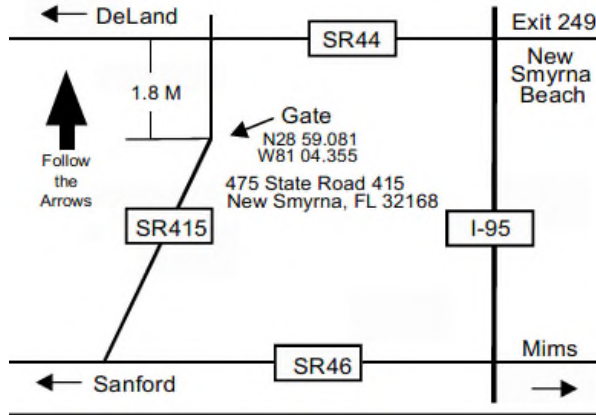 DeLand
SR44
Exit 249
New
Smyrna
Beach
1.8 M
Gate
N28 59.081
W81 04.355
Follow
the
Arrows
475 State Road 415
New Smyrna, FL 32168
SR415
I-95
Mims
SR46
Sanford